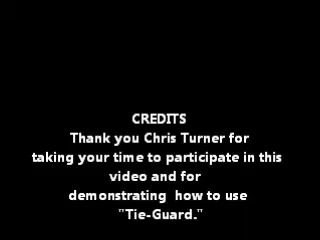 CREDITS
Thank you Chris Turner for
taking your time to participate in this
video and for
demonstrating how to use
"Tie-Guard."